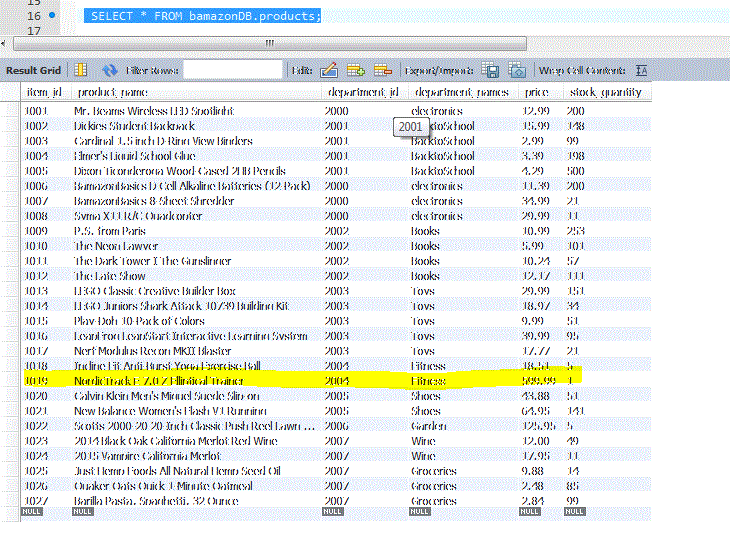 15
16 SELECT * FROM bamazonDB.products;
17
Result Grid Filter Rows: Edit: Export/Import: Wrap Cell Content:
item_id product_name department_id department_names price stock_quantity
1001 Mr. Beams Wireless LED Spotlight 2000 electronics 12.99 200
1002 Dickies Student Backpack 2001 BacktoSchool 15.99 148
2001
1003 Cardinal 1.5 inch D-Ring View Binders 2001 BacktoSchool 2.99 99
1004 Elmer's Liquid School Glue 2001 BacktoSchool 3.39 198
1005 Dixon Ticonderoga Wood-Cased 2HB Pencils 2001 BacktoSchool 4.29 500
1006 BamazonBasics D Cell Alkaline Batteries (12-Pack) 2000 electronics 11.39 200
1007 BamazonBasics 8-Sheet Shredder 2000 electronics 34.99 21
1008 Syma X11 R/C Quadcopter 2000 electronics 29.99 11
1009 P.S. from Paris 2002 Books 10.99 253
1010 The Neon Lawyer 2002 Books 5.99 101
1011 The Dark Tower I: The Gunslinger 2002 Books 10.24 57
1012 The Late Show 2002 Books 12.17 111
1013 LEGO Classic Creative Builder Box 2003 Toys 29.99 151
1014 LEGO Juniors Shark Attack 10739 Building Kit 2003 Toys 18.97 34
1015 Play-Doh 10-Pack of Colors 2003 Toys 9.99 51
1016 LeapFrog LeapStart Interactive Learning System 2003 Toys 39.99 95
1017 Nerf Modulus Recon MKII Blaster 2003 Toys 17.77 21
1018 Anti-Burst Yoga Exercise Ball 2004 Fitness 18.51 5
1019 NordicTrack E 7.0 Z Elliptical Trainer 2004 Fitness 599.99 1
1020 Calvin Klein Men's Miguel Suede Slip-on 2005 Shoes 43.88 51
1021 New Balance Women's Flash V1 Running 2005 Shoes 64.95 141
1022 Scotts 2000-20 20-Inch Classic Push Reel Lawn ... 2006 Garden 125.95 5
1023 2014 Black Oak California Merlot Red Wine 2007 Wine 12.00 49
1024 2015 Vampire California Merlot 2007 Wine 17.95 11
1025 Just Hemp Foods All Natural Hemp Seed Oil 2007 Groceries 9.88 14
1026 Quaker Oats Quick 1-Minute Oatmeal 2007 Groceries 2.48 85
1027 Barilla Pasta, Spaghetti, 32 Ounce 2007 Groceries 2.84 99
NULL NULL NULL NULL NULL NULL